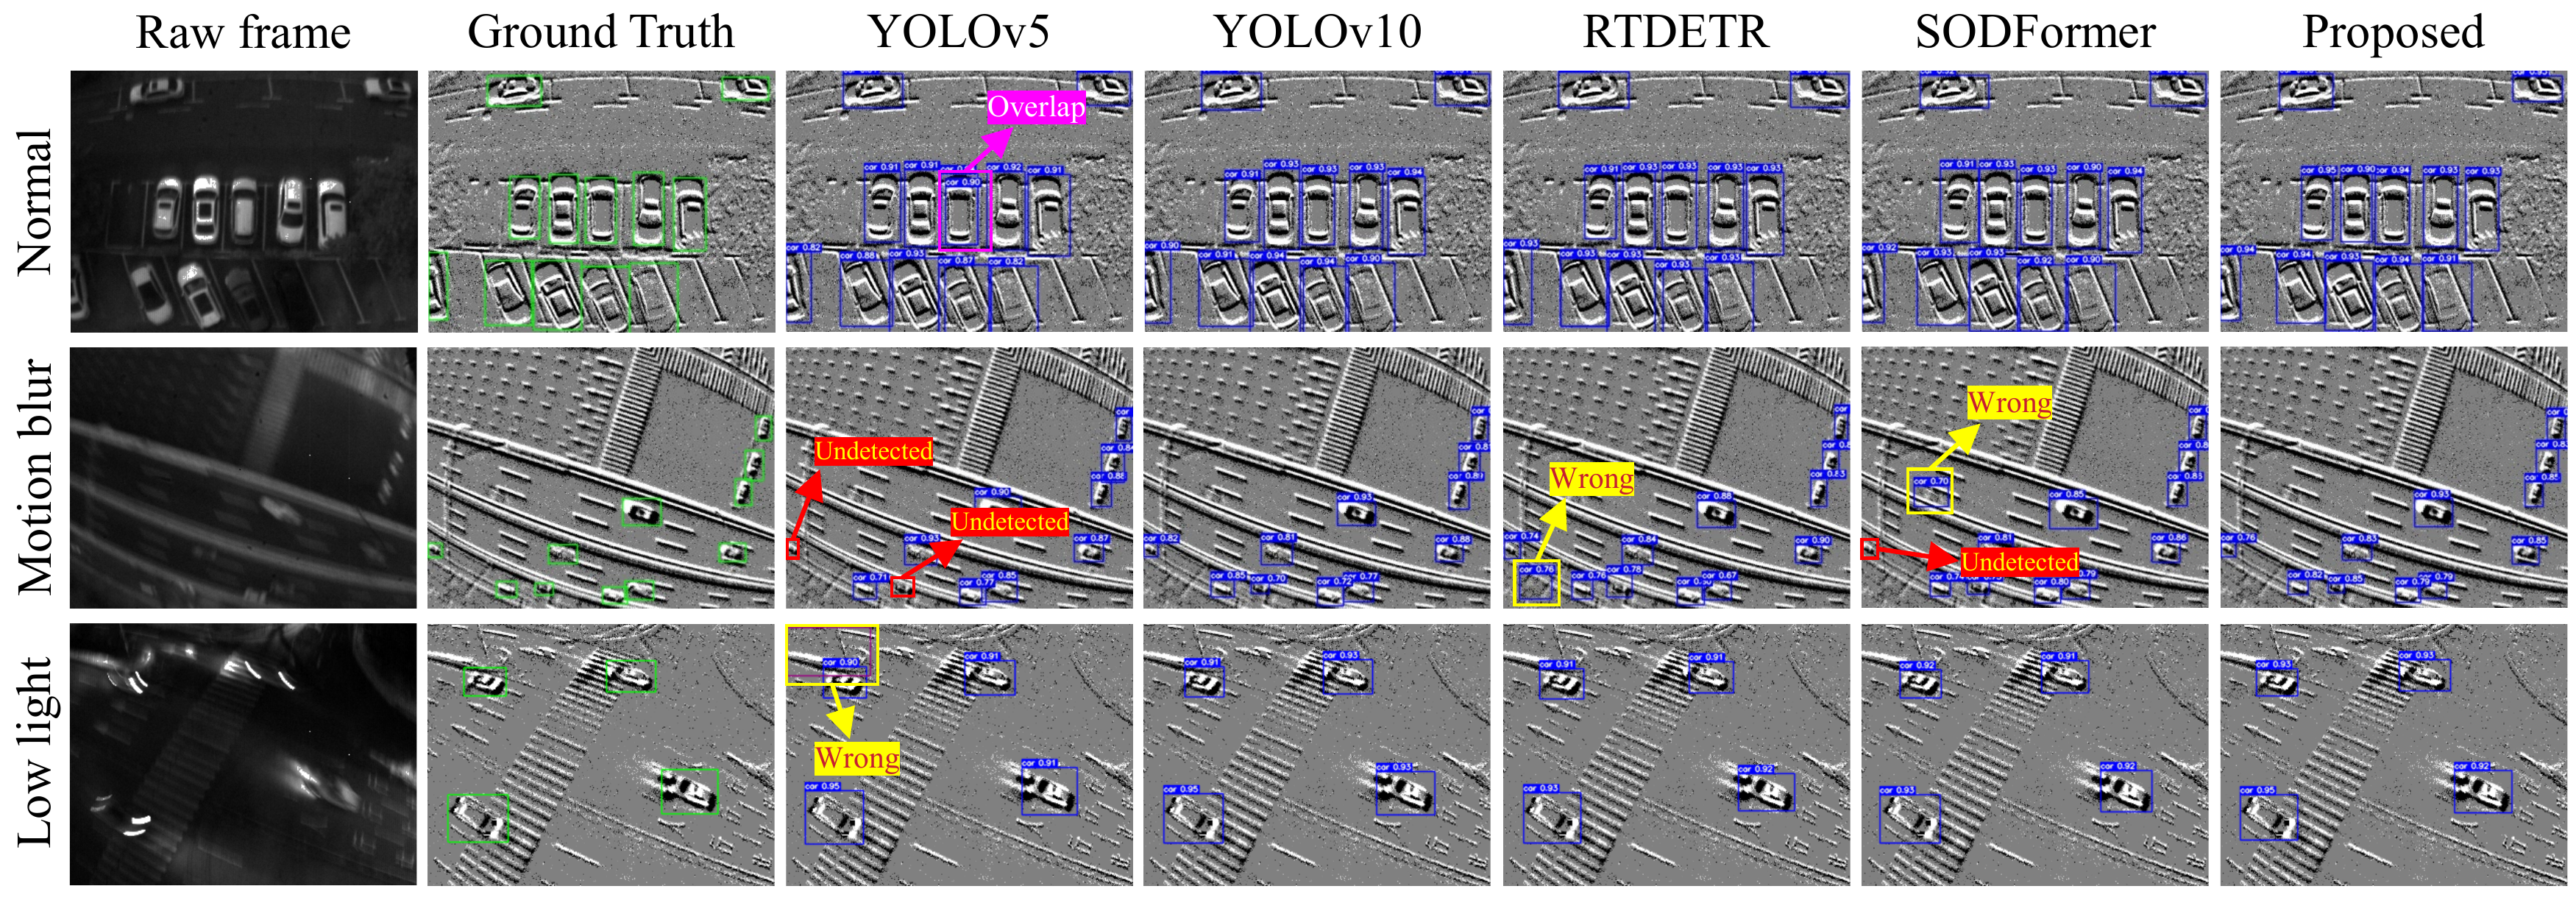 Raw frame Ground Truth YOLOv5 YOLOv10 RTDETR SODFormer Proposed
Normal
Overlap
car 0.91 car 0.91 car 0.90 car 0.92 car 0.91
car 0.82 car 0.88 car 0.93 car 0.87 car 0.82
car 0.91 car 0.93 car 0.93 car 0.93 car 0.94
car 0.90 car 0.91 car 0.94 car 0.94 car 0.90
car 0.91 car 0.93 car 0.93 car 0.93 car 0.93
car 0.93 car 0.93 car 0.93 car 0.93 car 0.93
car 0.91 car 0.93 car 0.93 car 0.90 car 0.94
car 0.92 car 0.93 car 0.93 car 0.92 car 0.90
car 0.95 car 0.90 car 0.94 car 0.93 car 0.93
car 0.94 car 0.94 car 0.93 car 0.94 car 0.91
Motion blur
Undetected
car 0.90
Undetected
car 0.93 car 0.87
car 0.71 car 0.77 0.85
car 0.93
car 0.82 car 0.81 car 0.88
car 0.85 car 0.70 car 0.72 0.77
Wrong
car 0.88 car 0.83
car 0.74 car 0.84 car 0.90
car 0.76 car 0.76 car 0.78 0.67
Wrong
car 0.70 car 0.85 car 0.83
car 0.81 car 0.86
Undetected
car 0.80 0.79
car 0.93 car 0.85
car 0.76 car 0.83 car 0.85
car 0.82 car 0.85 car 0.79 0.79
Low light
car 0.90 car 0.91
Wrong
car 0.95 car 0.91
car 0.91 car 0.93
car 0.95 car 0.93
car 0.91 car 0.91
car 0.93 car 0.92
car 0.92 car 0.91
car 0.93 car 0.92
car 0.93 car 0.93
car 0.95 car 0.92